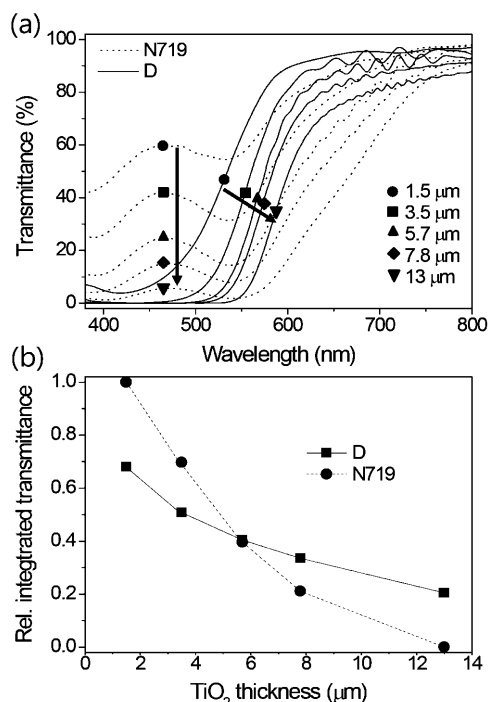 (a)
N719
D
100
80
60
40
20
0
Transmittance (%)
1.5 μm
3.5 μm
5.7 μm
7.8 μm
13 μm
400 500 600 700 800
Wavelength (nm)
(b)
1.0
0.8
0.6
0.4
0.2
0.0
Rel. integtrated transmittance
D
N719
0 2 4 6 8 10 12 14
TiO₂ thickness (μm)